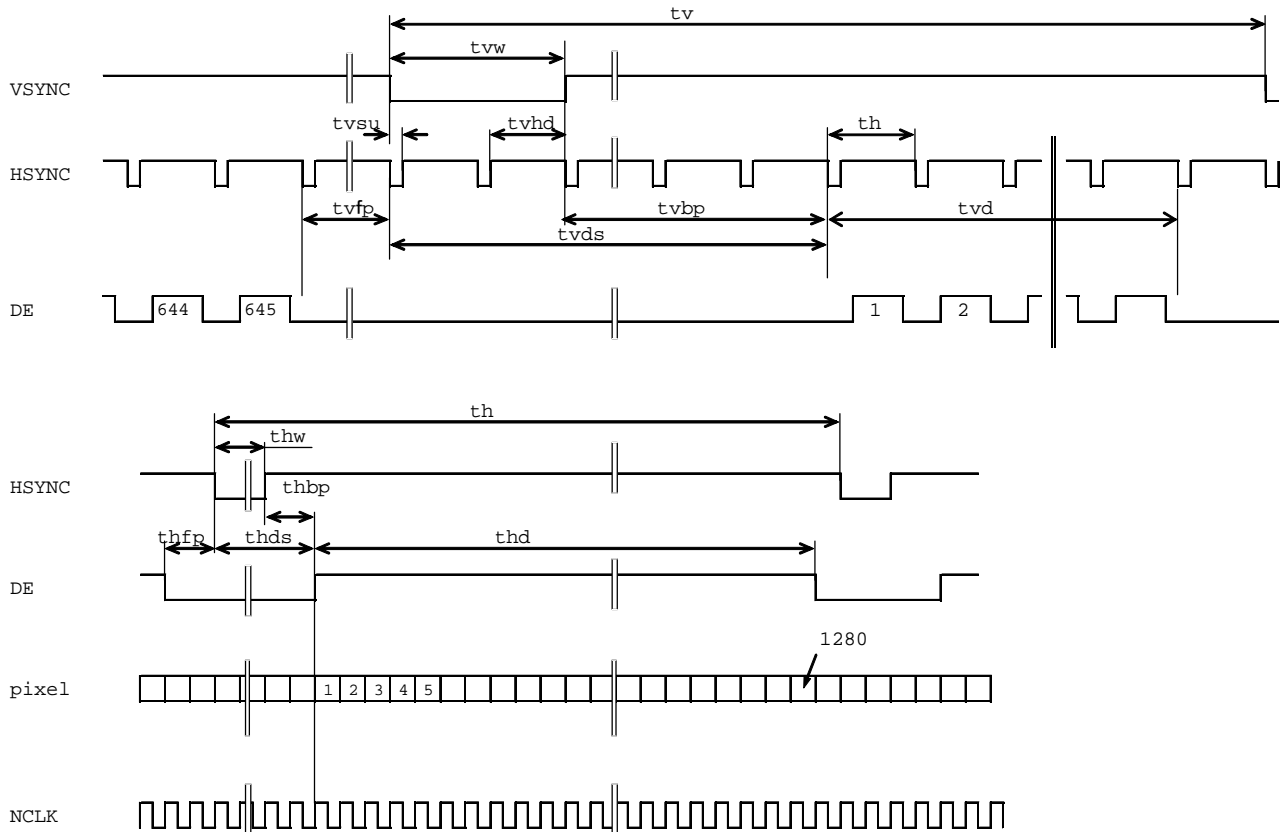 tv
tvw
VSYNC
tvsu tvhd th
HSYNC
tvfp tvbp tvd
tvds
DE 644 645 1 2
th
thw
HSYNC
thbp
thfp thds thd
DE
1280
pixel 1 2 3 4 5
NCLK